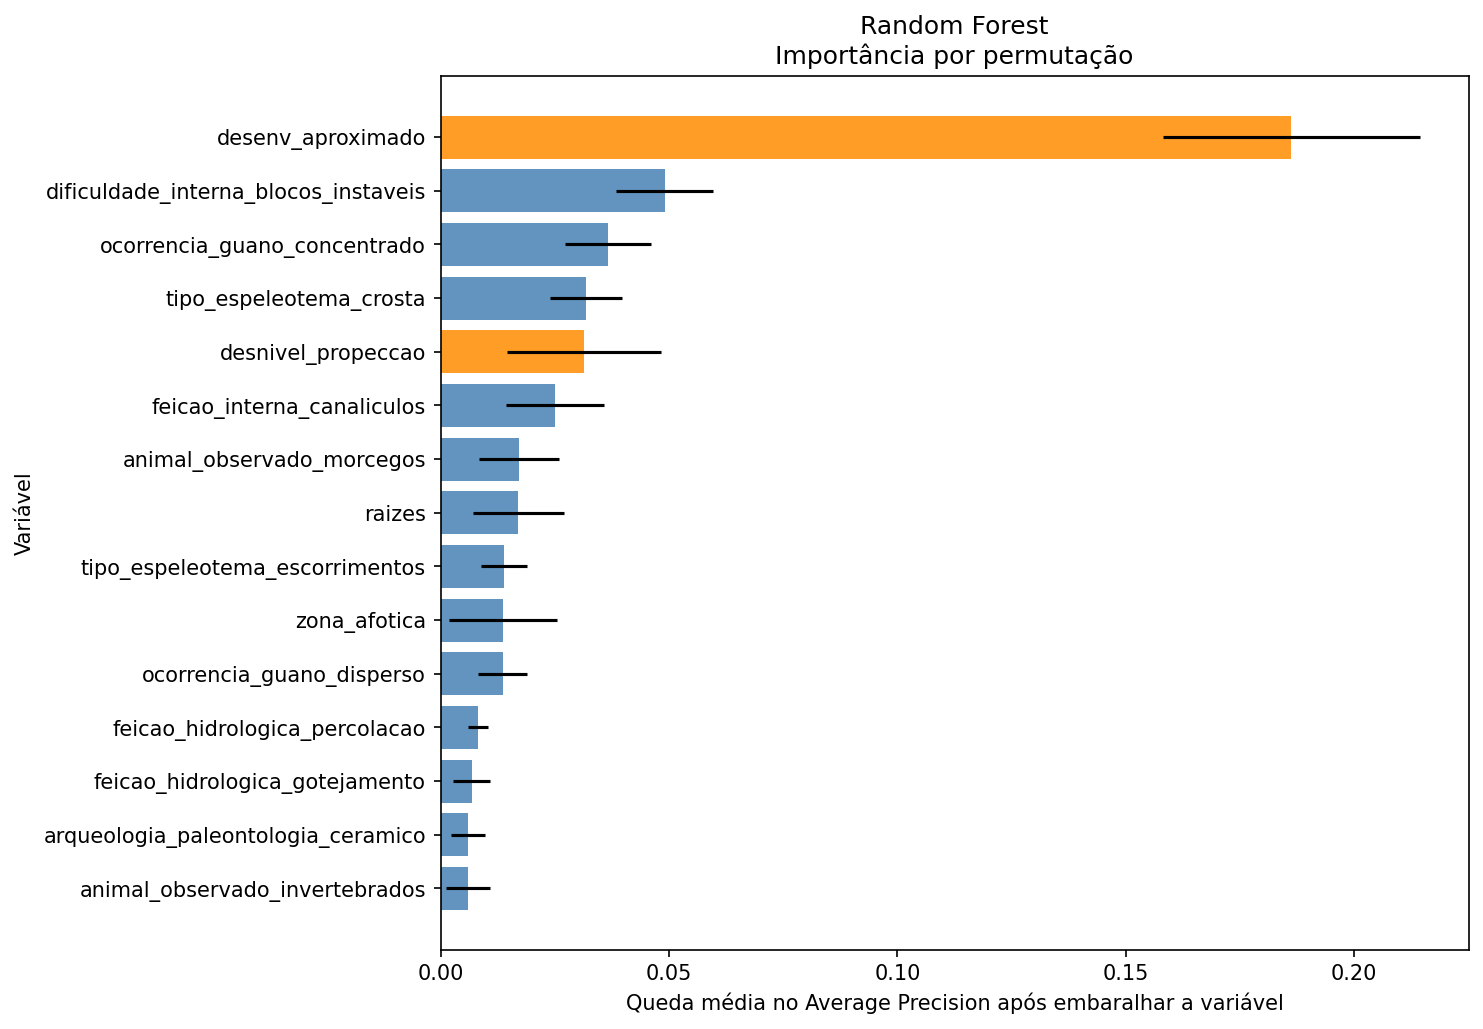 Random Forest
Importância por permutação
desenv_aproximado
dificuldade_interna_blocos_instaveis
ocorrencia_guano_concentrado
tipo_espeleotema_crosta
desnivel_propeccao
feicao_interna_canaliculos
animal_observado_morcegos
raizes
tipo_espeleotema_escorrimentos
zona_afotica
ocorrencia_guano_disperso
feicao_hidrologica_percolacao
feicao_hidrologica_gotejamento
arqueologia_paleontologia_ceramico
animal_observado_invertebrados
Variável
0.00 0.05 0.10 0.15 0.20
Queda média no Average Precision após embaralhar a variável